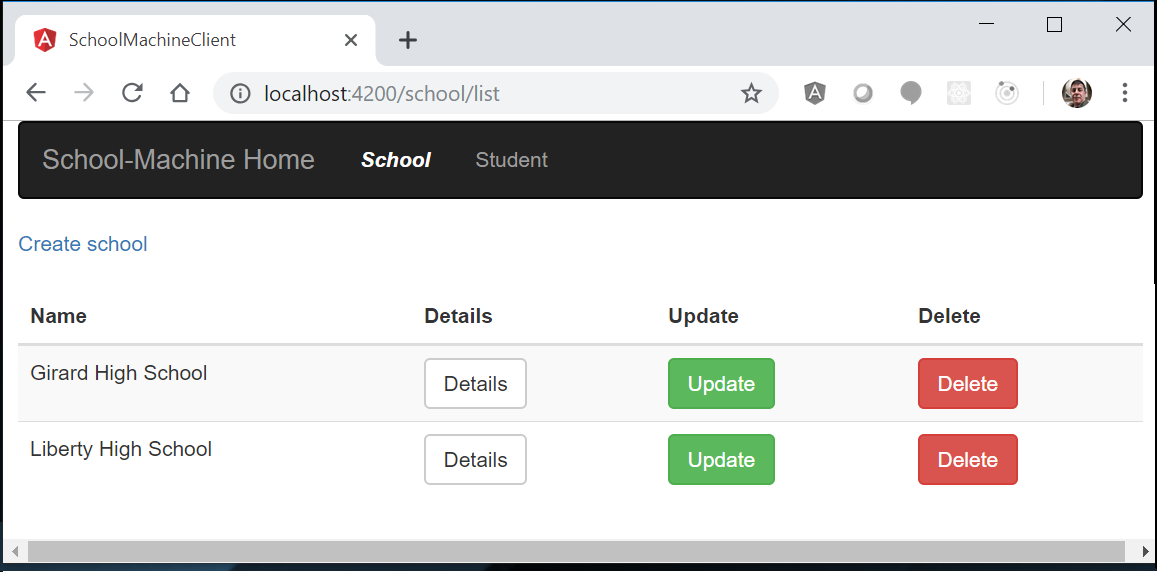 SchoolMachineClient
localhost:4200/school/list
School-Machine Home School Student
Create school
Name Details Update Delete
Girard High School Details Update Delete
Liberty High School Details Update Delete